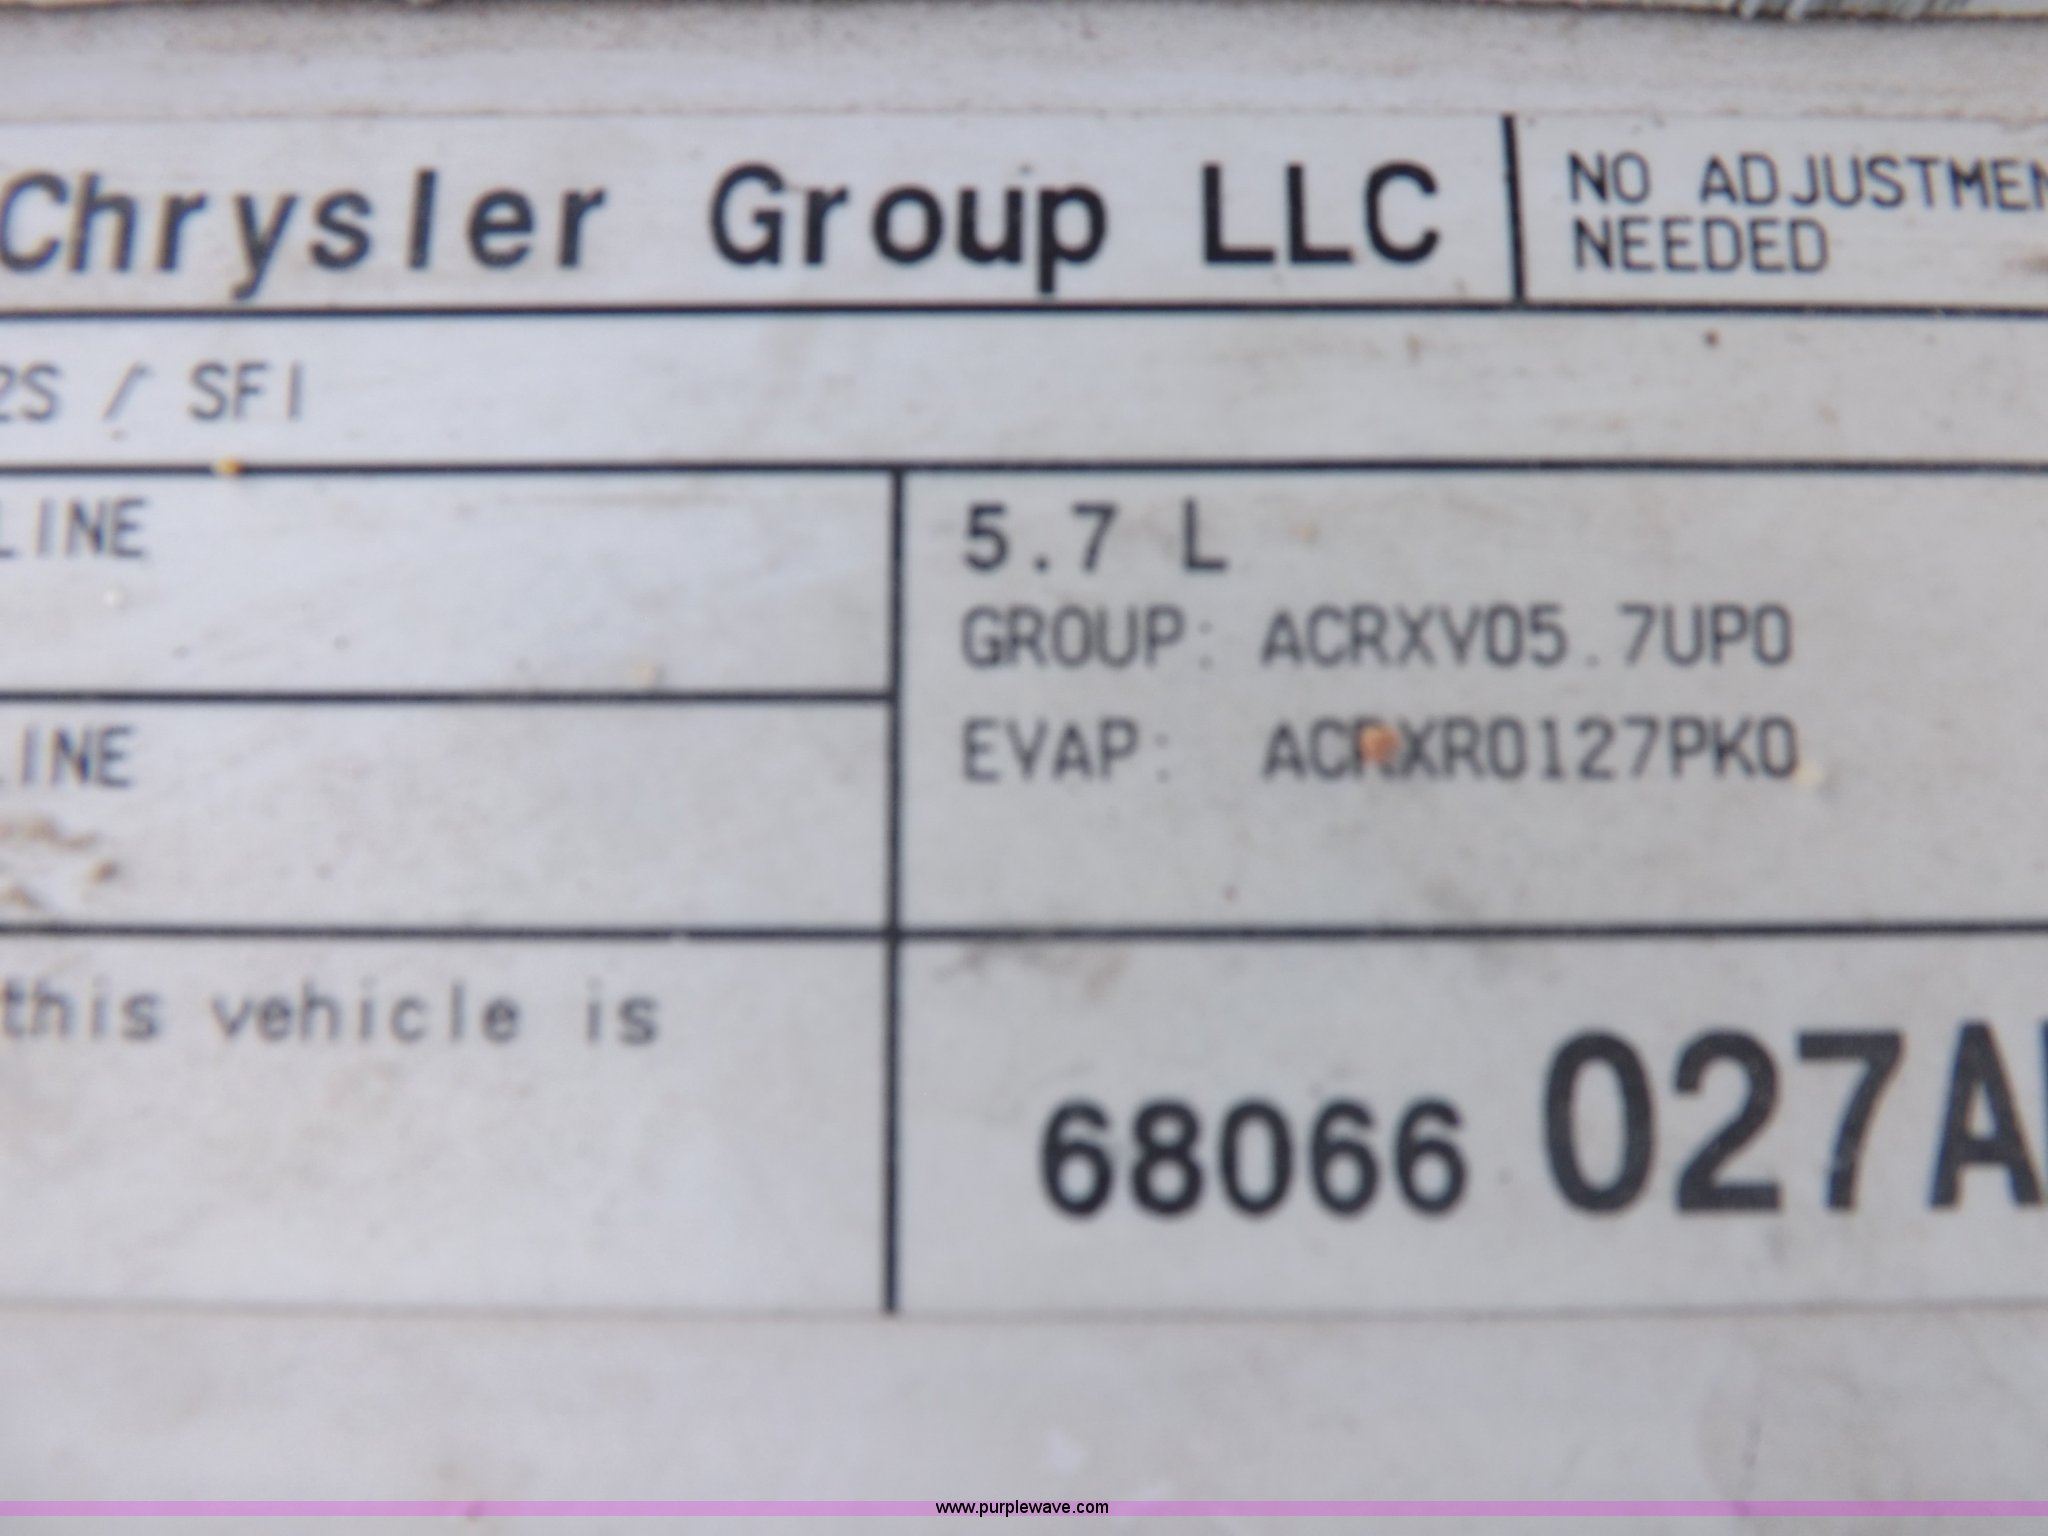 Chrysler Group LLC
NO ADJUSTMEN
NEEDED
2S / SFI
LINE
5.7 L
GROUP: ACRXV05.7UP0
LINE
EVAP: ACRXR0127PK0
this vehicle is
68066 027A
www.purplewave.com